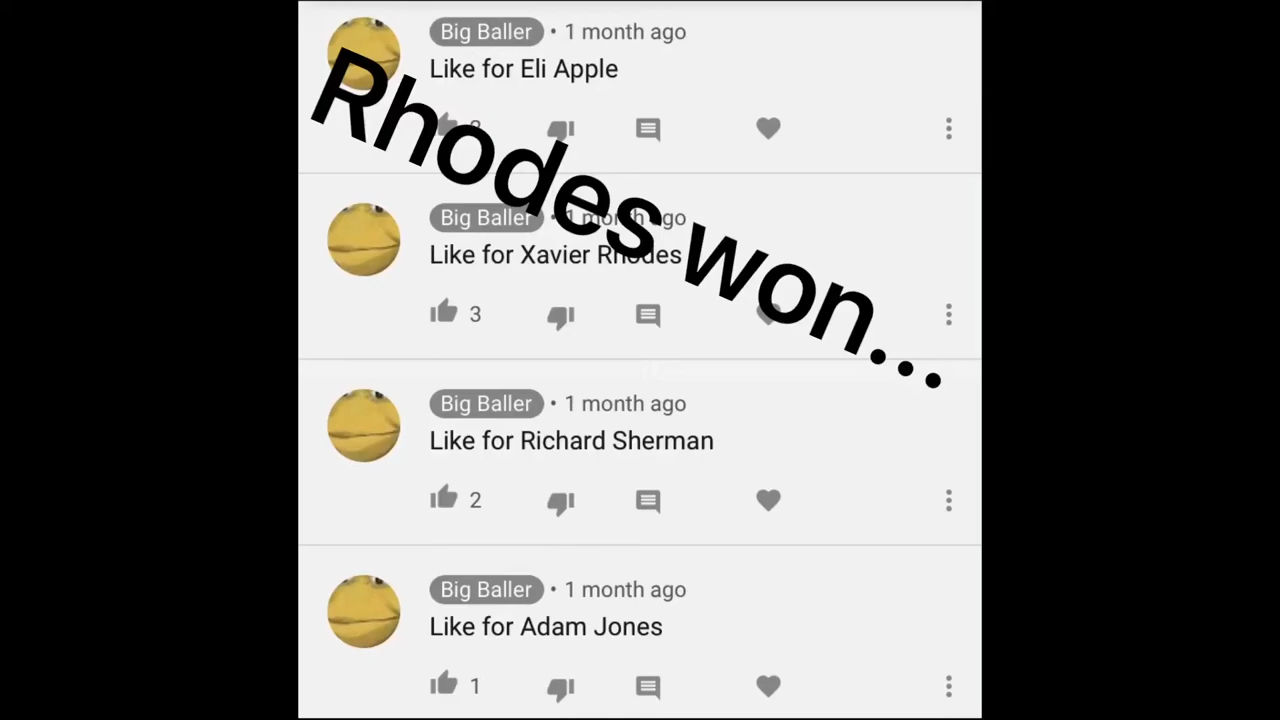 Big Baller • 1 month ago
Like for Eli Apple
2
Rhodes won...
Big Baller • 1 month ago
Like for Xavier Rhodes
3
Big Baller • 1 month ago
Like for Richard Sherman
2
Big Baller • 1 month ago
Like for Adam Jones
1